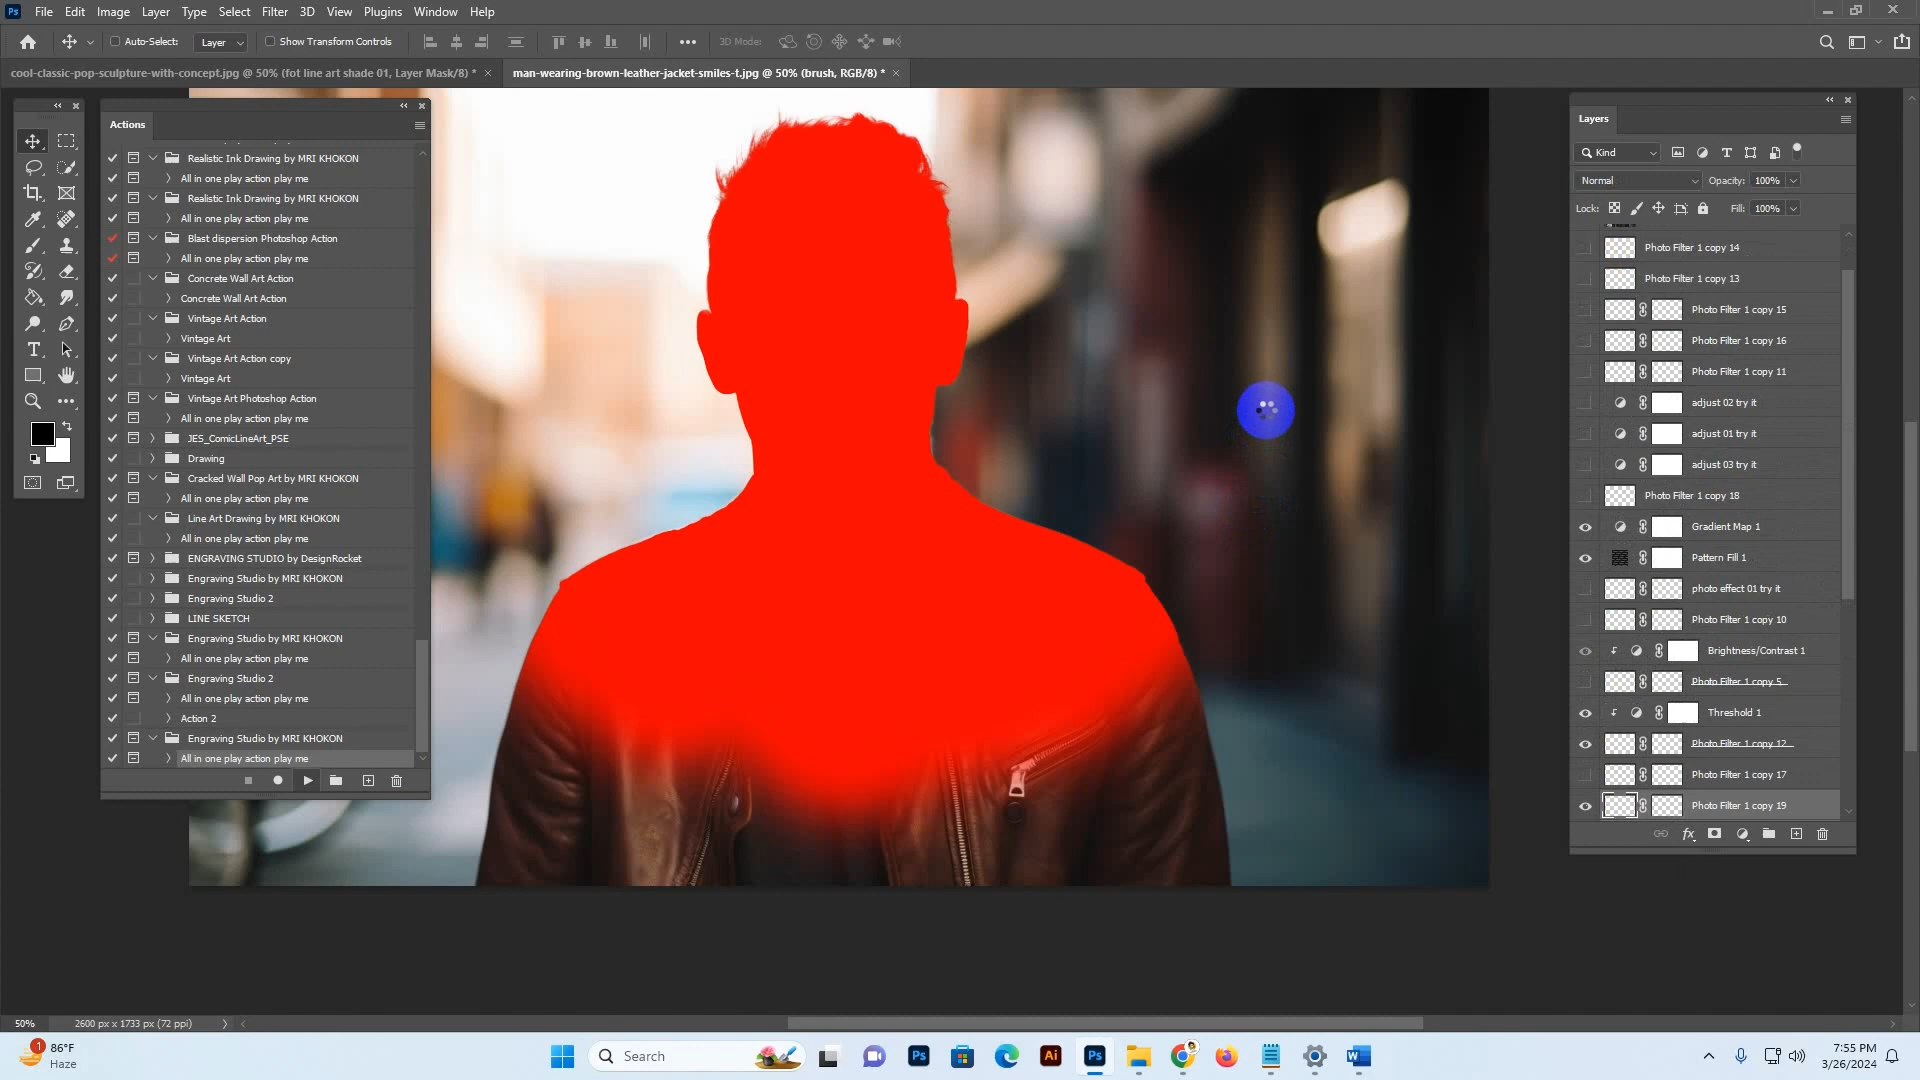 Ps File Edit Image Layer Type Select Filter 3D View Plugins Window Help
Auto-Select: Layer Show Transform Controls 3D Mode:
cool-classic-pop-sculpture-with-concept.jpg @ 50% (fot line art shade 01, Layer Mask/8) *
man-wearing-brown-leather-jacket-smiles-t.jpg @ 50% (brush, RGB/8) *
Actions
Realistic Ink Drawing by MRI KHOKON
All in one play action play me
Realistic Ink Drawing by MRI KHOKON
All in one play action play me
Blast dispersion Photoshop Action
All in one play action play me
Concrete Wall Art Action
Concrete Wall Art Action
Vintage Art Action
Vintage Art
Vintage Art Action copy
Vintage Art
Vintage Art Photoshop Action
All in one play action play me
JES_ComicLineArt_PSE
Drawing
Cracked Wall Pop Art by MRI KHOKON
All in one play action play me
Line Art Drawing by MRI KHOKON
All in one play action play me
ENGRAVING STUDIO by DesignRocket
Engraving Studio by MRI KHOKON
Engraving Studio 2
LINE SKETCH
Engraving Studio by MRI KHOKON
All in one play action play me
Engraving Studio 2
All in one play action play me
Action 2
Engraving Studio by MRI KHOKON
All in one play action play me
Layers
Kind
Normal Opacity: 100%
Lock: Fill: 100%
Photo Filter 1 copy 14
Photo Filter 1 copy 13
Photo Filter 1 copy 15
Photo Filter 1 copy 16
Photo Filter 1 copy 11
adjust 02 try it
adjust 01 try it
adjust 03 try it
Photo Filter 1 copy 18
Gradient Map 1
Pattern Fill 1
photo effect 01 try it
Photo Filter 1 copy 10
Brightness/Contrast 1
Photo Filter 1 copy 5
Threshold 1
Photo Filter 1 copy 12
Photo Filter 1 copy 17
Photo Filter 1 copy 19
fx
50% 2600 px x 1733 px (72 ppi)
1
86°F
Haze
Search
Ps
Ai
Ps
W
7:55 PM
3/26/2024